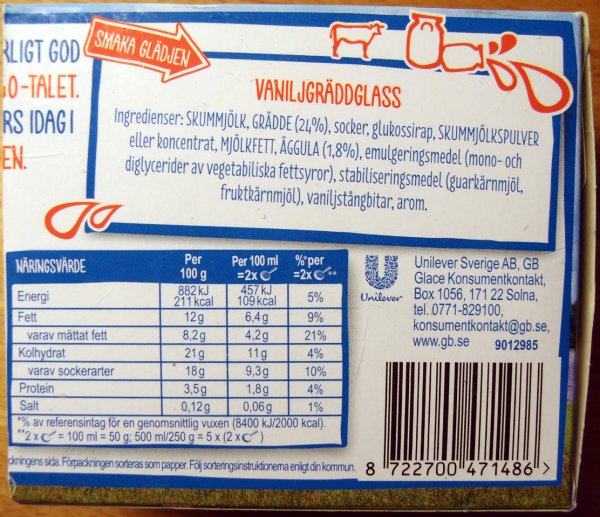 RLIGT GOD
0-TALET.
RS IDAG I
EN.
SMAKA GLÄDJEN
VANILJGRÄDDGLASS
Ingredienser: SKUMMJÖLK, GRÄDDE (24%), socker, glukossirap, SKUMMJÖLKSPULVER
eller koncentrat, MJÖLKFETT, ÄGGULA (1,8%), emulgeringsmedel (mono- och
diglycerider av vegetabiliska fettsyror), stabiliseringsmedel (guarkärnmjöl,
fruktkärnmjöl), vaniljstångbitar, arom.
NÄRINGSVÄRDE Per 100 g Per 100 ml =2x %*per =2x **
Energi 882 kJ 211 kcal 457 kJ 109 kcal 5%
Fett 12 g 6,4 g 9%
varav mättat fett 8,2 g 4,2 g 21%
Kolhydrat 21 g 11 g 4%
varav sockerarter 18 g 9,3 g 10%
Protein 3,5 g 1,8 g 4%
Salt 0,12 g 0,06 g 1%
*% av referensintag för en genomsnittlig vuxen (8400 kJ/2000 kcal).
**2 x = 100 ml = 50 g; 500 ml/250 g = 5 x (2 x )
Unilever
Unilever Sverige AB, GB
Glace Konsumentkontakt,
Box 1056, 171 22 Solna,
tel. 0771-829100,
konsumentkontakt@gb.se,
www.gb.se 9012985
ckningens sida. Förpackningen sorteras som papper. Följ sorteringsinstruktionerna enligt din kommun.
8 722700 471486 >